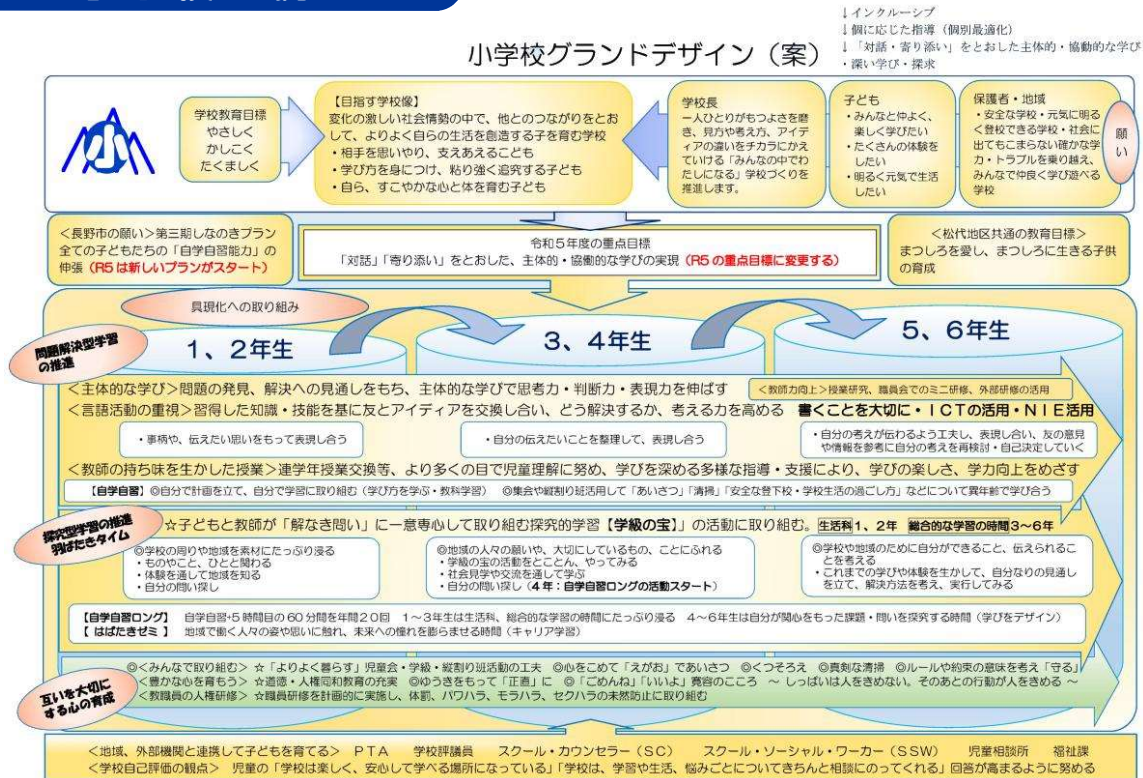 ↓インクルーシブ
↓個に応じた指導（個別最適化）
↓「対話・寄り添い」をとおした主体的・協働的な学び
・深い学び・探求
小学校グランドデザイン（案）
小
学校教育目標
やさしく
かしこく
たくましく
【目指す学校像】
変化の激しい社会情勢の中で、他とのつながりをとお
して、よりよく自らの生活を創造する子を育む学校
・相手を思いやり、支えあえるこども
・学び方を身につけ、粘り強く追究する子ども
・自ら、すこやかな心と体を育む子ども
学校長
一人ひとりがもつよさを磨
き、見方や考え方、アイデ
ィアの違いをチカラにかえ
ていける「みんなの中でわ
たしになる」学校づくりを
推進します。
子ども
・みんなと仲よく、
楽しく学びたい
・たくさんの体験を
したい
・明るく元気で生活
したい
保護者・地域
・安全な学校・元気に明る
く登校できる学校・社会に
出てもこまらない確かな学
力・トラブルを乗り越え、
みんなで仲良く学び遊べる
学校
願い
＜長野市の願い＞第三期しなのきプラン
全ての子どもたちの「自学自習能力」の
伸張（R5は新しいプランがスタート）
令和５年度の重点目標
「対話」「寄り添い」をとおした、主体的・協働的な学びの実現（R5の重点目標に変更する）
＜松代地区共通の教育目標＞
まつしろを愛し、まつしろに生きる子供
の育成
具現化への取り組み
問題解決型学習
の推進
1、2年生
3、4年生
5、6年生
＜主体的な学び＞問題の発見、解決への見通しをもち、主体的な学びで思考力・判断力・表現力を伸ばす
＜教師力向上＞授業研究、職員会でのミニ研修、外部研修の活用
＜言語活動の重視＞習得した知識・技能を基に友とアイディアを交換し合い、どう解決するか、考える力を高める　書くことを大切に・ＩＣＴの活用・ＮＩＥ活用
・事柄や、伝えたい思いをもって表現し合う
・自分の伝えたいことを整理して、表現し合う
・自分の考えが伝わるよう工夫し、表現し合い、友の意見
や情報を参考に自分の考えを再検討・自己決定していく
＜教師の持ち味を生かした授業＞連学年授業交換等、より多くの目で児童理解に努め、学びを深める多様な指導・支援により、学びの楽しさ、学力向上をめざす
【自学自習】◎自分で計画を立て、自分で学習に取り組む（学び方を学ぶ・教科学習）　◎集会や縦割り班活用して「あいさつ」「清掃」「安全な登下校・学校生活の過ごし方」などについて異年齢で学び合う
探究型学習の推進
羽ばたきタイム
☆子どもと教師が「解なき問い」に一意専心して取り組む探究的学習【学級の宝】」の活動に取り組む。生活科１、２年　総合的な学習の時間３～６年
◎学校の周りや地域を素材にたっぷり浸る
・ものやこと、ひとと関わる
・体験を通して地域を知る
・自分の問い探し
◎地域の人々の願いや、大切にしているもの、ことにふれる
・学級の宝の活動をとことん、やってみる
・社会見学や交流を通して学ぶ
・自分の問い探し（４年：自学自習ロングの活動スタート）
◎学校や地域のために自分ができること、伝えられるこ
とを考える
・これまでの学びや体験を生かして、自分なりの見通し
を立て、解決方法を考え、実行してみる
【自学自習ロング】　自学自習+５時間目の60分間を年間２０回　１～３年生は生活科、総合的な学習の時間にたっぷり浸る　４～６年生は自分が関心をもった課題・問いを探究する時間（学びをデザイン）
【 はばたきゼミ 】　地域で働く人々の姿や思いに触れ、未来への憧れを膨らませる時間（キャリア学習）
互いを大切に
する心の育成
◎＜みんなで取り組む＞ ☆「よりよく暮らす」児童会・学級・縦割り班活動の工夫　◎心をこめて「えがお」であいさつ　◎くつそろえ　◎真剣な清掃　◎ルールや約束の意味を考え「守る」
＜豊かな心を育もう＞ ☆道徳・人権同和教育の充実　◎ゆうきをもって「正直」に　◎「ごめんね」「いいよ」寛容のこころ　～ しっぱいは人をきめない。そのあとの行動が人をきめる ～
＜教職員の人権研修＞ ☆職員研修を計画的に実施し、体罰、パワハラ、モラハラ、セクハラの未然防止に取り組む
＜地域、外部機関と連携して子どもを育てる＞　ＰＴＡ　学校評議員　スクール・カウンセラー（ＳＣ）　スクール・ソーシャル・ワーカー（ＳＳＷ）　児童相談所　福祉課
＜学校自己評価の観点＞　児童の「学校は楽しく、安心して学べる場所になっている」「学校は、学習や生活、悩みごとについてきちんと相談にのってくれる」回答が高まるように努める